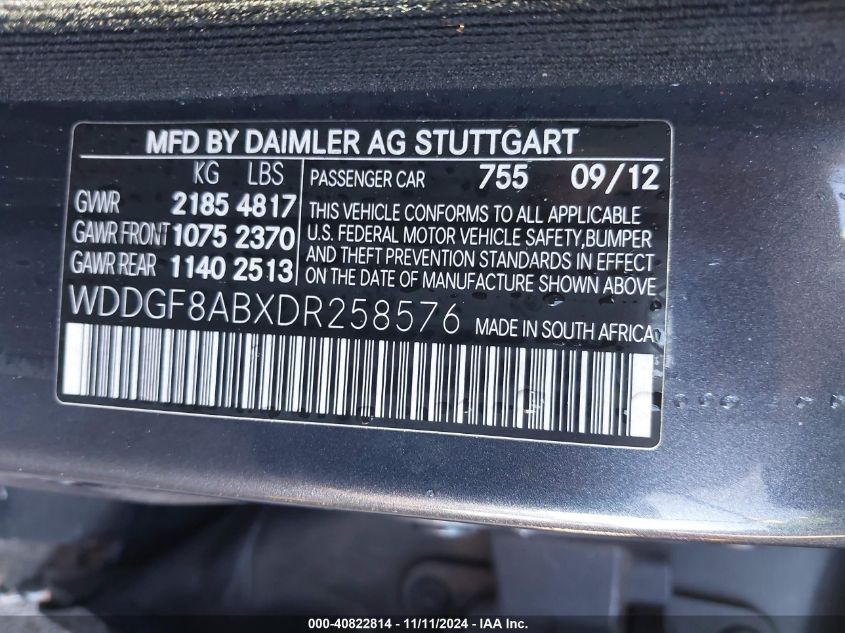 MFD BY DAIMLER AG STUTTGART
KG LBS
GWWR 2185 4817
GAWR FRONT 1075 2370
GAWR REAR 1140 2513
PASSENGER CAR 755 09/12
THIS VEHICLE CONFORMS TO ALL APPLICABLE
U.S. FEDERAL MOTOR VEHICLE SAFETY,BUMPER
AND THEFT PREVENTION STANDARDS IN EFFECT
ON THE DATE OF MANUFACTURE SHOWN ABOVE
WDDGF8ABXDR258576 MADE IN SOUTH AFRICA
000-40822814 - 11/11/2024 - IAA Inc.